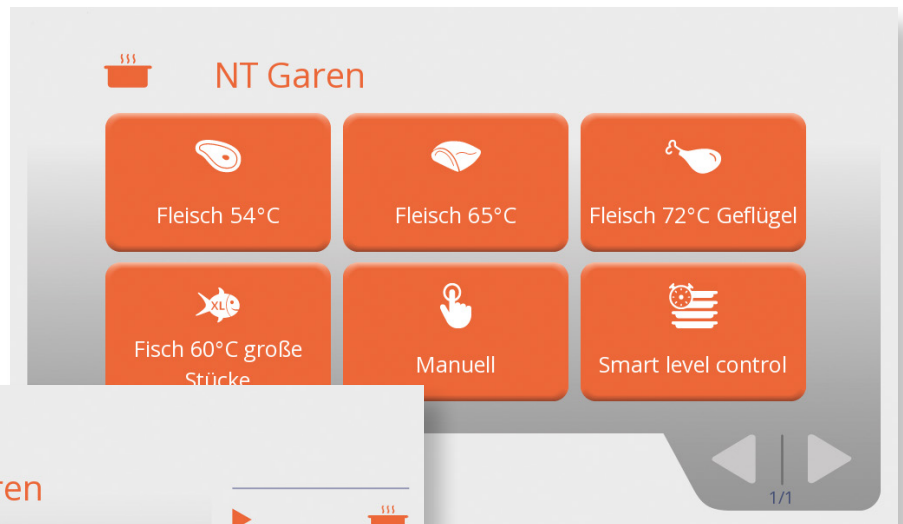 NT Garen
Fleisch 54°C
Fleisch 65°C
Fleisch 72°C Geflügel
XL
Fisch 60°C große
Stücke
Manuell
Smart level control
1/1